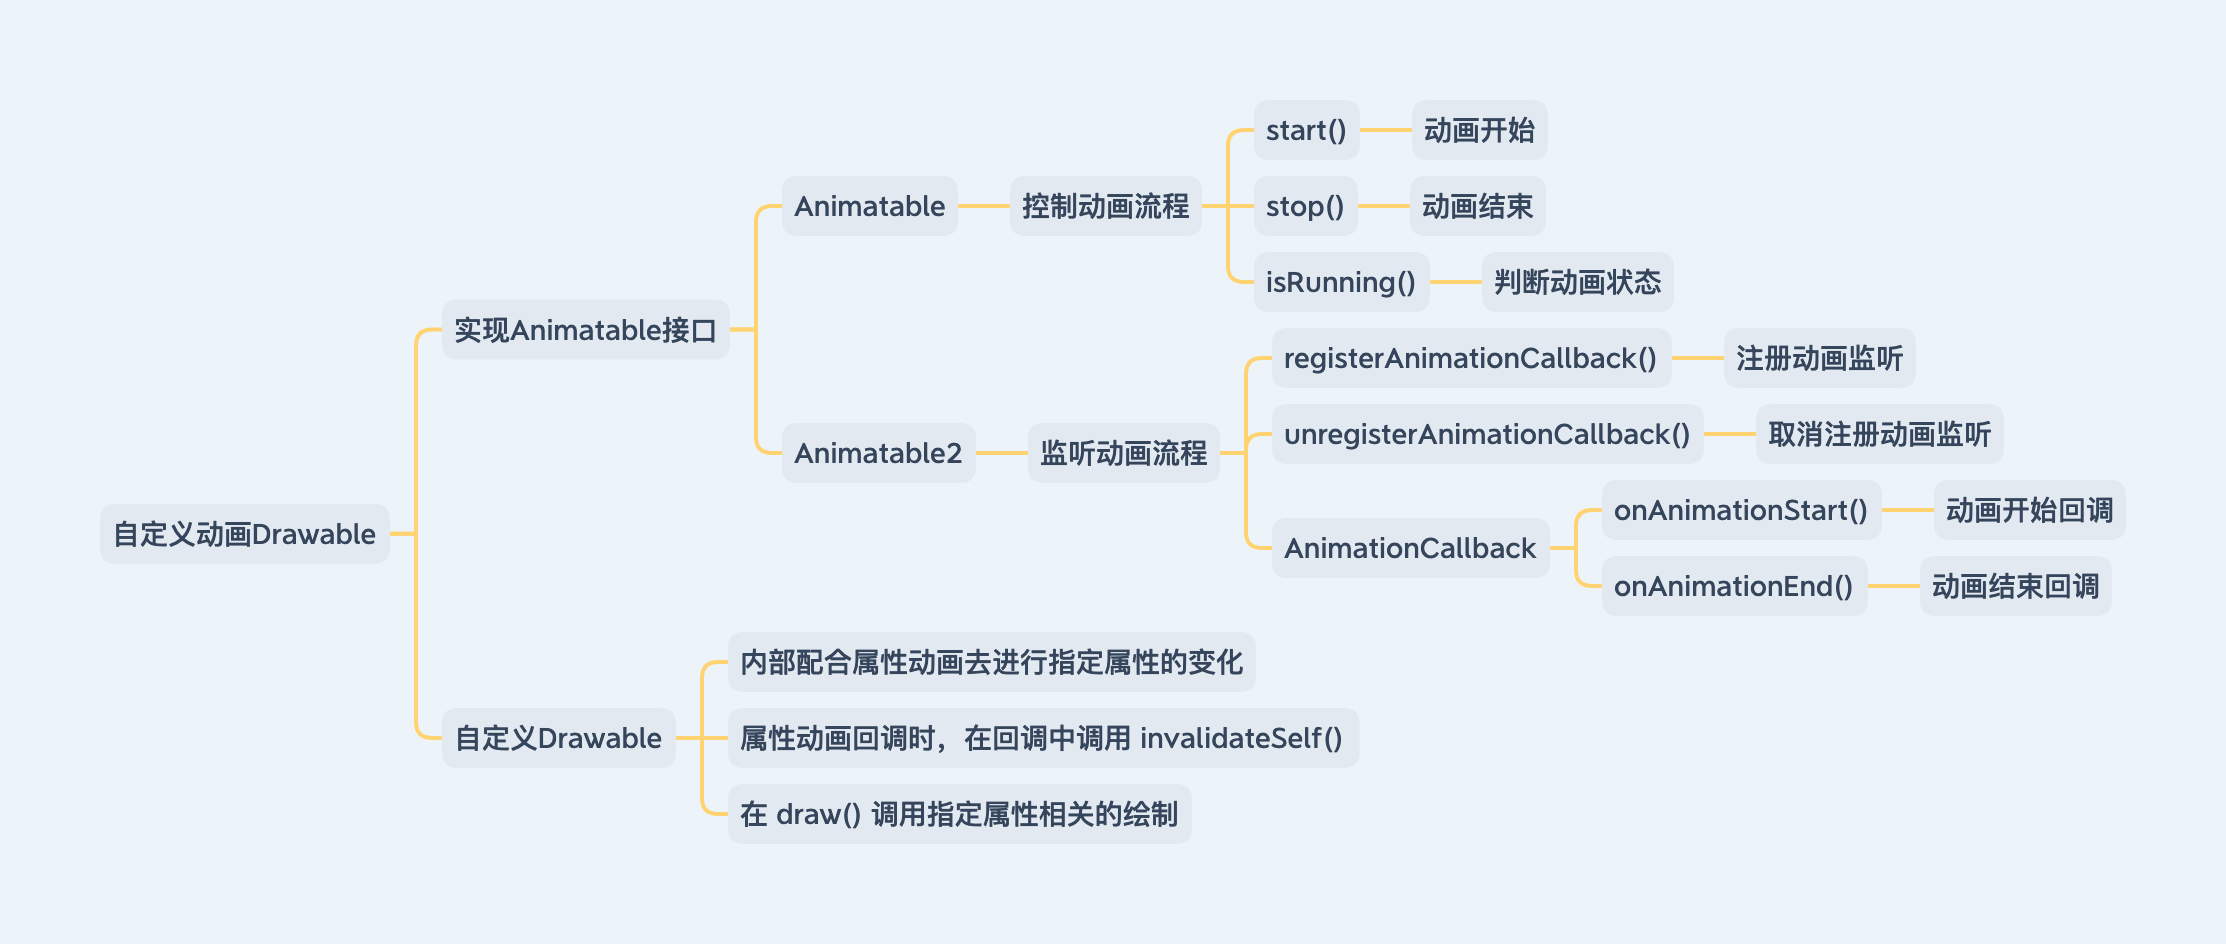 自定义动画Drawable
实现Animatable接口
Animatable
控制动画流程
start()
动画开始
stop()
动画结束
isRunning()
判断动画状态
Animatable2
监听动画流程
registerAnimationCallback()
注册动画监听
unregisterAnimationCallback()
取消注册动画监听
AnimationCallback
onAnimationStart()
动画开始回调
onAnimationEnd()
动画结束回调
自定义Drawable
内部配合属性动画去进行指定属性的变化
属性动画回调时，在回调中调用 invalidateSelf()
在 draw() 调用指定属性相关的绘制